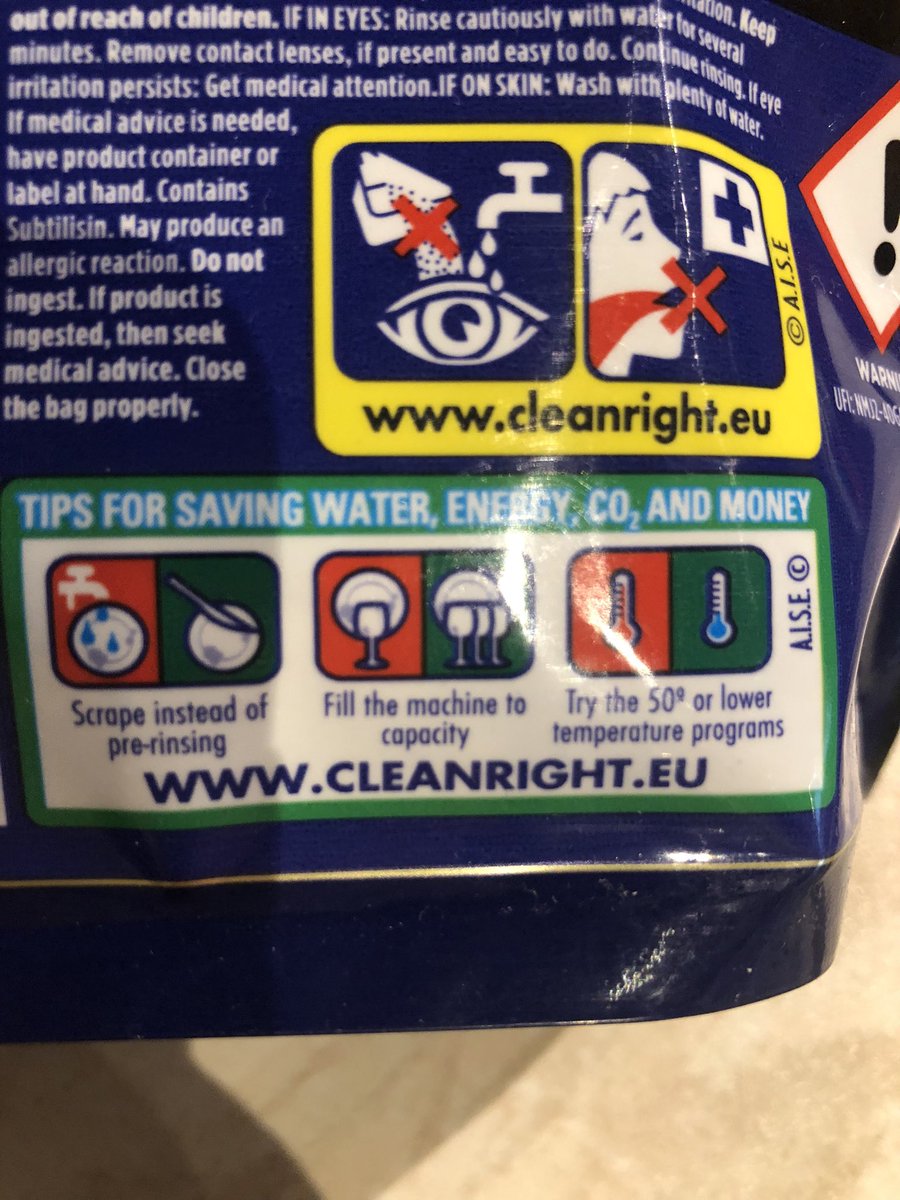 out of reach of children. IF IN EYES: Rinse cautiously with water for several
minutes. Remove contact lenses, if present and easy to do. Continue rinsing. If eye
irritation persists: Get medical attention. IF ON SKIN: Wash with plenty of water.
Keep
If medical advice is needed,
have product container or
label at hand. Contains
Subtilisin. May produce an
allergic reaction. Do not
ingest. If product is
ingested, then seek
medical advice. Close
the bag properly.
© A.I.S.E
www.cleanright.eu
TIPS FOR SAVING WATER, ENERGY, CO₂ AND MONEY
Scrape instead of
pre-rinsing
Fill the machine to
capacity
Try the 50º or lower
temperature programs
A.I.S.E. ©
WWW.CLEANRIGHT.EU